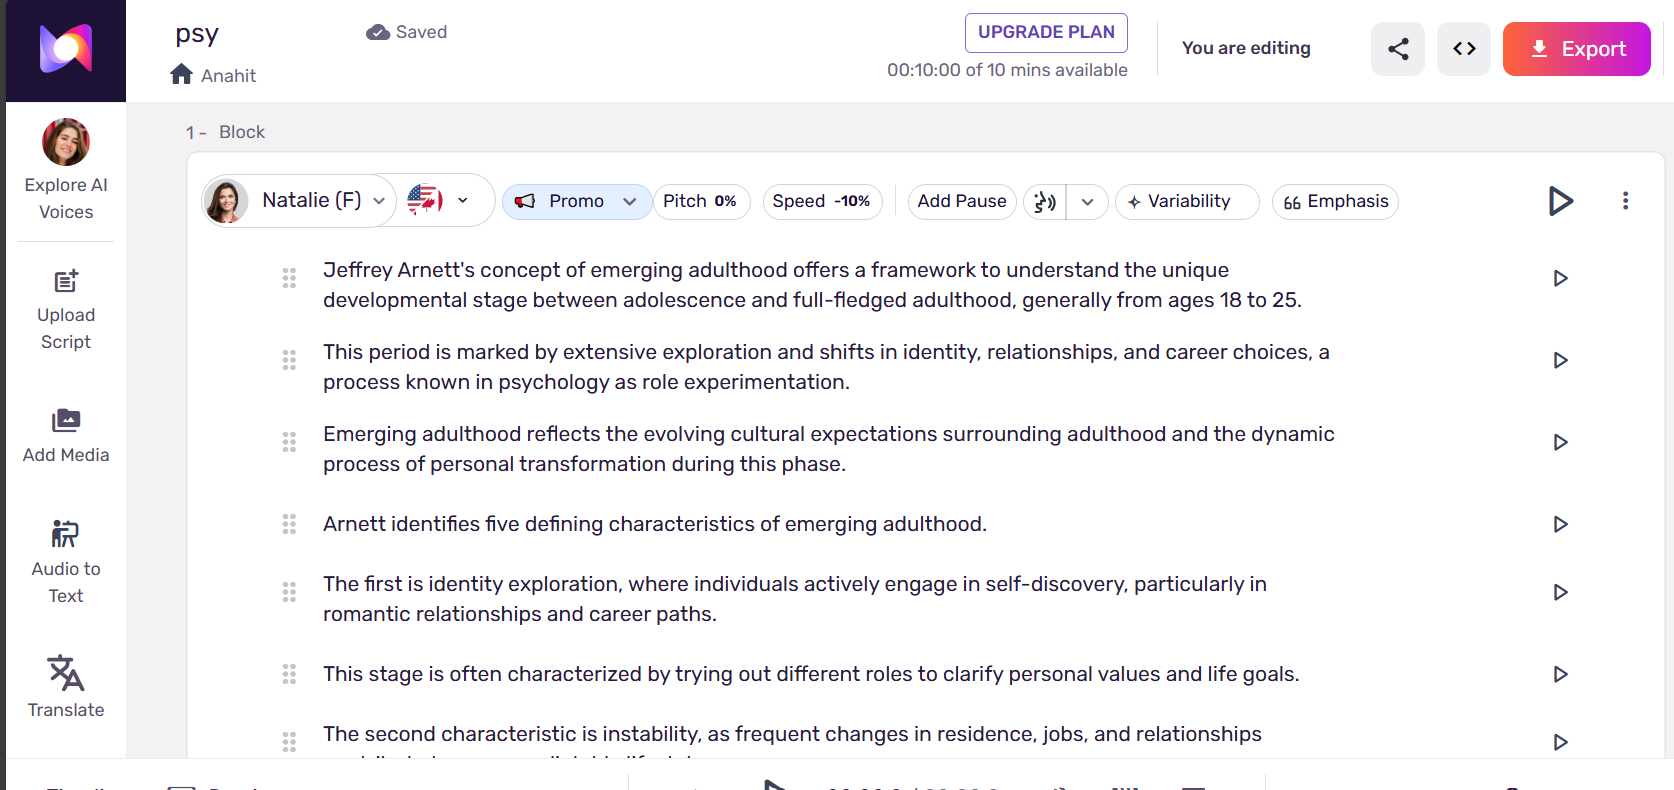 psy
Saved
Anahit
UPGRADE PLAN
00:10:00 of 10 mins available
You are editing
Export
1 - Block
Explore AI
Voices
Upload
Script
Add Media
Audio to
Text
Translate
Natalie (F)
Promo
Pitch 0%
Speed -10%
Add Pause
Variability
Emphasis
Jeffrey Arnett's concept of emerging adulthood offers a framework to understand the unique
developmental stage between adolescence and full-fledged adulthood, generally from ages 18 to 25.
This period is marked by extensive exploration and shifts in identity, relationships, and career choices, a
process known in psychology as role experimentation.
Emerging adulthood reflects the evolving cultural expectations surrounding adulthood and the dynamic
process of personal transformation during this phase.
Arnett identifies five defining characteristics of emerging adulthood.
The first is identity exploration, where individuals actively engage in self-discovery, particularly in
romantic relationships and career paths.
This stage is often characterized by trying out different roles to clarify personal values and life goals.
The second characteristic is instability, as frequent changes in residence, jobs, and relationships